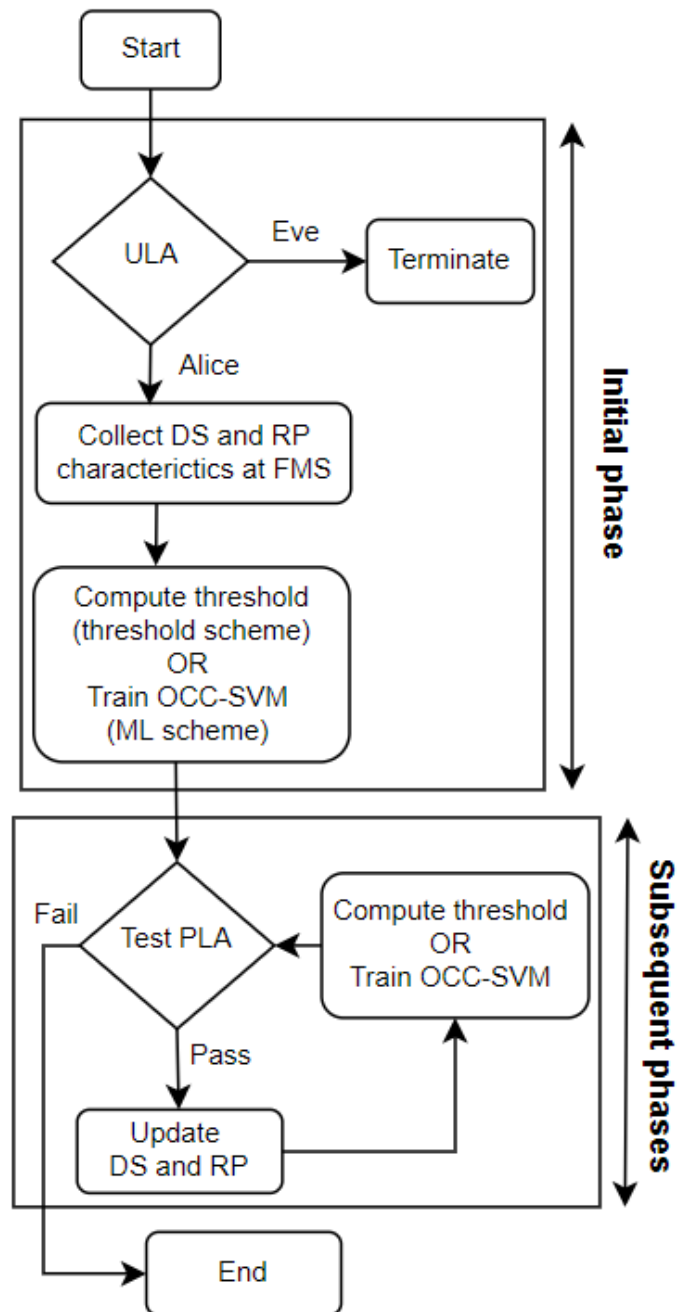 Start
ULA
Eve
Terminate
Alice
Collect DS and RP
characterictics at FMS
Compute threshold
(threshold scheme)
OR
Train OCC-SVM
(ML scheme)
Initial phase
Fail
Test PLA
Compute threshold
OR
Train OCC-SVM
Pass
Update
DS and RP
Subsequent phases
End